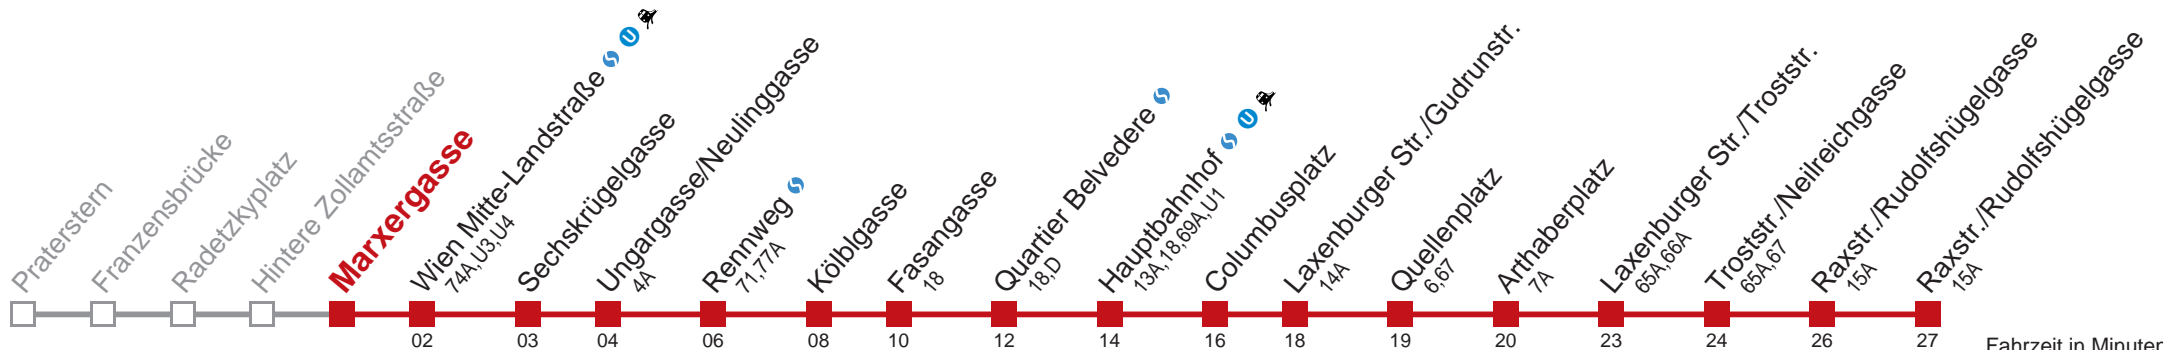 Praterstern
Franzensbrücke
Radetzkyplatz
Hintere Zollamtsstraße
Marxergasse
Wien Mitte-Landstraße S U
74A,U3,U4
Sechskrügelgasse
Ungargasse/Neulinggasse
4A
Rennweg S
71,77A
Kölblgasse
Fasangasse
18
Quartier Belvedere S
18,D
Hauptbahnhof S U
13A,18,69A,U1
Columbusplatz
Laxenburger Str./Gudrunstr.
14A
Quellenplatz
6,67
Arthaberplatz
7A
Laxenburger Str./Troststr.
65A,66A
Troststr./Neilreichgasse
65A,67
Raxstr./Rudolfshügelgasse
15A
Raxstr./Rudolfshügelgasse
15A
02 03 04 06 08 10 12 14 16 18 19 20 23 24 26 27
Fahrzeit in Minuten